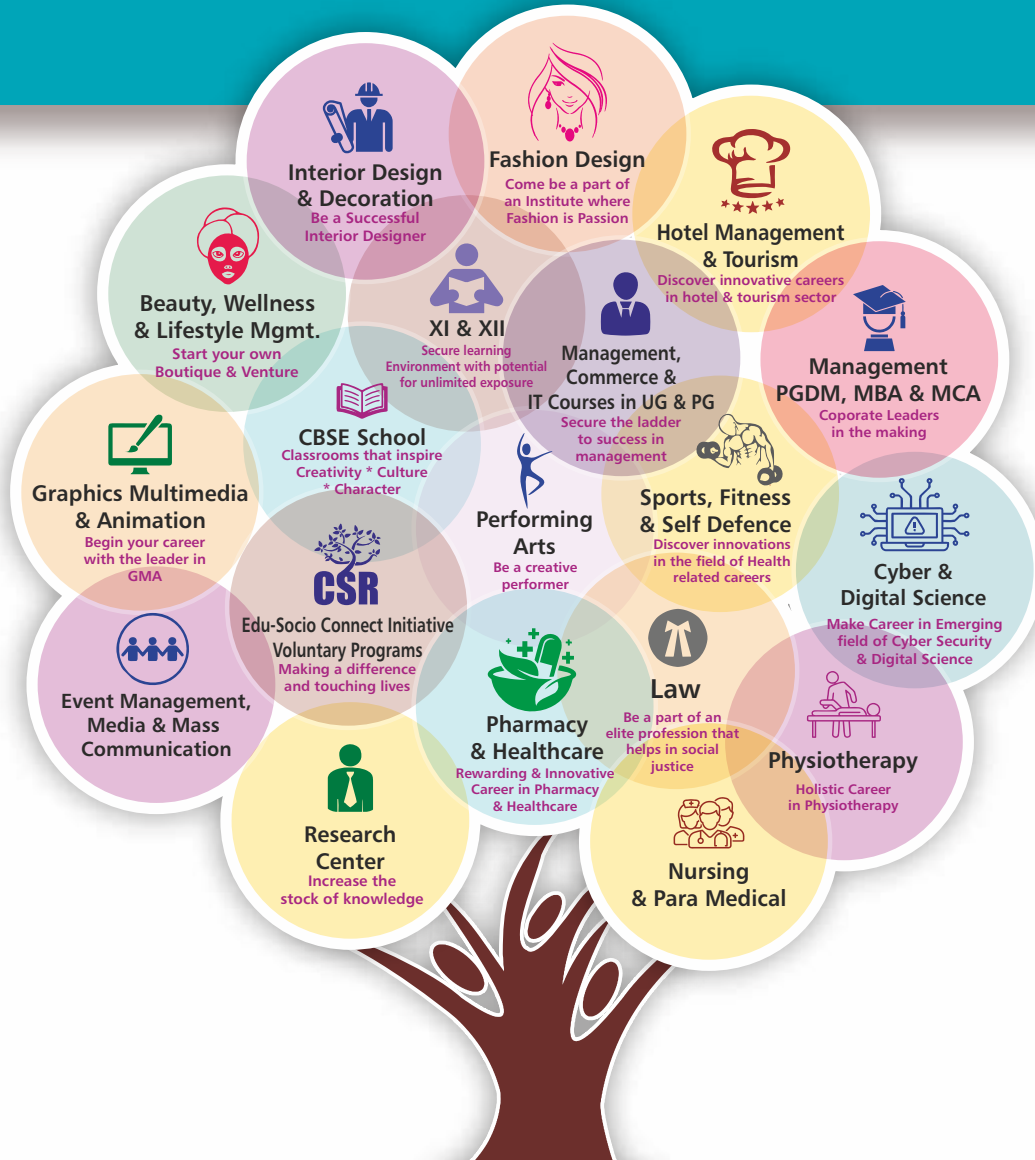 Interior Design
& Decoration
Be a Successful
Interior Designer
Fashion Design
Come be a part of
an Institute where
Fashion is Passion
Hotel Management
& Tourism
Discover innovative careers
in hotel & tourism sector
Beauty, Wellness
& Lifestyle Mgmt.
Start your own
Boutique & Venture
XI & XII
Secure learning
Environment with potential
for unlimited exposure
Management,
Commerce &
IT Courses in UG & PG
Secure the ladder
to success in
management
Management
PGDM, MBA & MCA
Coporate Leaders
in the making
CBSE School
Classrooms that inspire
Creativity * Culture
* Character
Graphics Multimedia
& Animation
Begin your career
with the leader in
GMA
Performing
Arts
Be a creative
performer
Sports, Fitness
& Self Defence
Discover innovations
in the field of Health
related careers
Cyber &
Digital Science
Make Career in Emerging
field of Cyber Security
& Digital Science
CSR
Edu-Socio Connect Initiative
Voluntary Programs
Making a difference
and touching lives
Event Management,
Media & Mass
Communication
Pharmacy
& Healthcare
Rewarding & Innovative
Career in Pharmacy
& Healthcare
Law
Be a part of an
elite profession that
helps in social
justice
Physiotherapy
Holistic Career
in Physiotherapy
Research
Center
Increase the
stock of knowledge
Nursing
& Para Medical